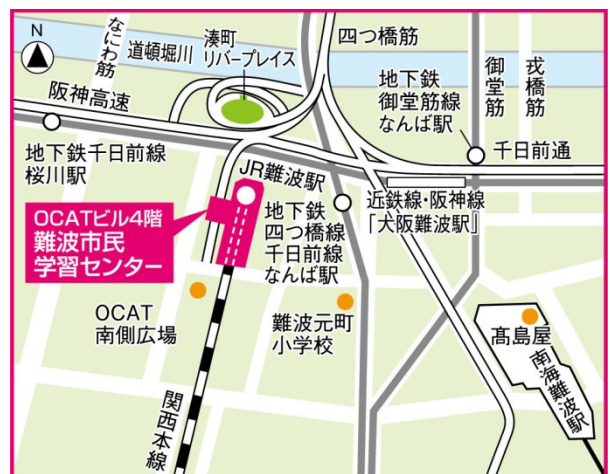 N
なにわ筋
道頓堀川
湊町
リバープレイス
四つ橋筋
阪神高速
地下鉄
御堂筋線
なんば駅
御堂筋
戎橋筋
千日前通
地下鉄千日前線
桜川駅
JR難波駅
近鉄線・阪神線
「大阪難波駅」
OCATビル4階
難波市民
学習センター
地下鉄
四つ橋線
千日前線
なんば駅
OCAT
南側広場
難波元町
小学校
髙島屋
南海難波駅
関西本線